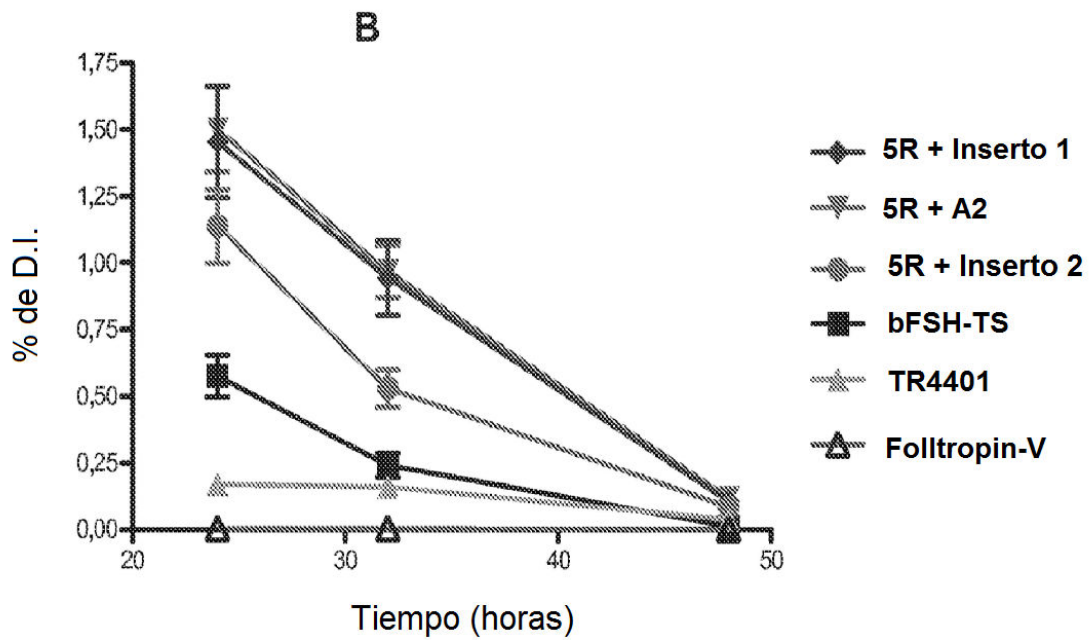 B
1,75
1,50
1,25
1,00
0,75
0,50
0,25
0,00
20
30
40
50
% de D.I.
Tiempo (horas)
5R + Inserto 1
5R + A2
5R + Inserto 2
bFSH-TS
TR4401
Folltropin-V